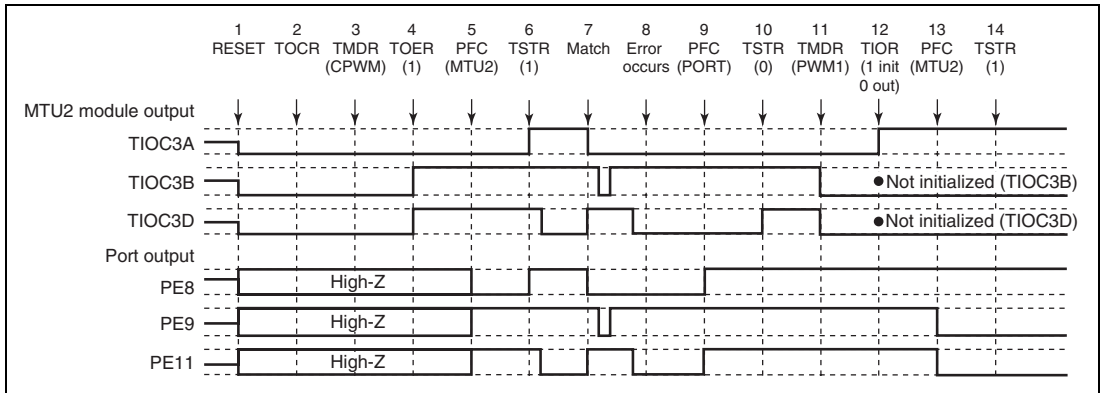 1 2 3 4 5 6 7 8 9 10 11 12 13 14
RESET TOCR TMDR TOER PFC TSTR Match Error PFC TSTR TMDR TIOR PFC TSTR
(CPWM) (1) (MTU2) (1) occurs (PORT) (0) (PWM1) (1 init (MTU2) (1)
0 out)
MTU2 module output
TIOC3A
TIOC3B ●Not initialized (TIOC3B)
TIOC3D ●Not initialized (TIOC3D)
Port output
PE8 High-Z
PE9 High-Z
PE11 High-Z